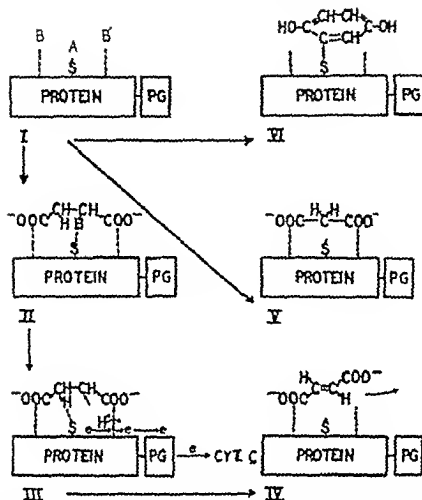 B A B'
S
PROTEIN PG
I
HO CH-CH OH
C=CH
S
PROTEIN PG
VI
⁻OOC CH-CH COO⁻
H B
S
PROTEIN PG
II
H H
⁻OOC-C-COO⁻
S
PROTEIN PG
V
⁻OOC CH-CH COO⁻
H
S e e e
PROTEIN PG e CYT C
III
H C=C COO⁻
⁻OOC H
S
PROTEIN PG
IV